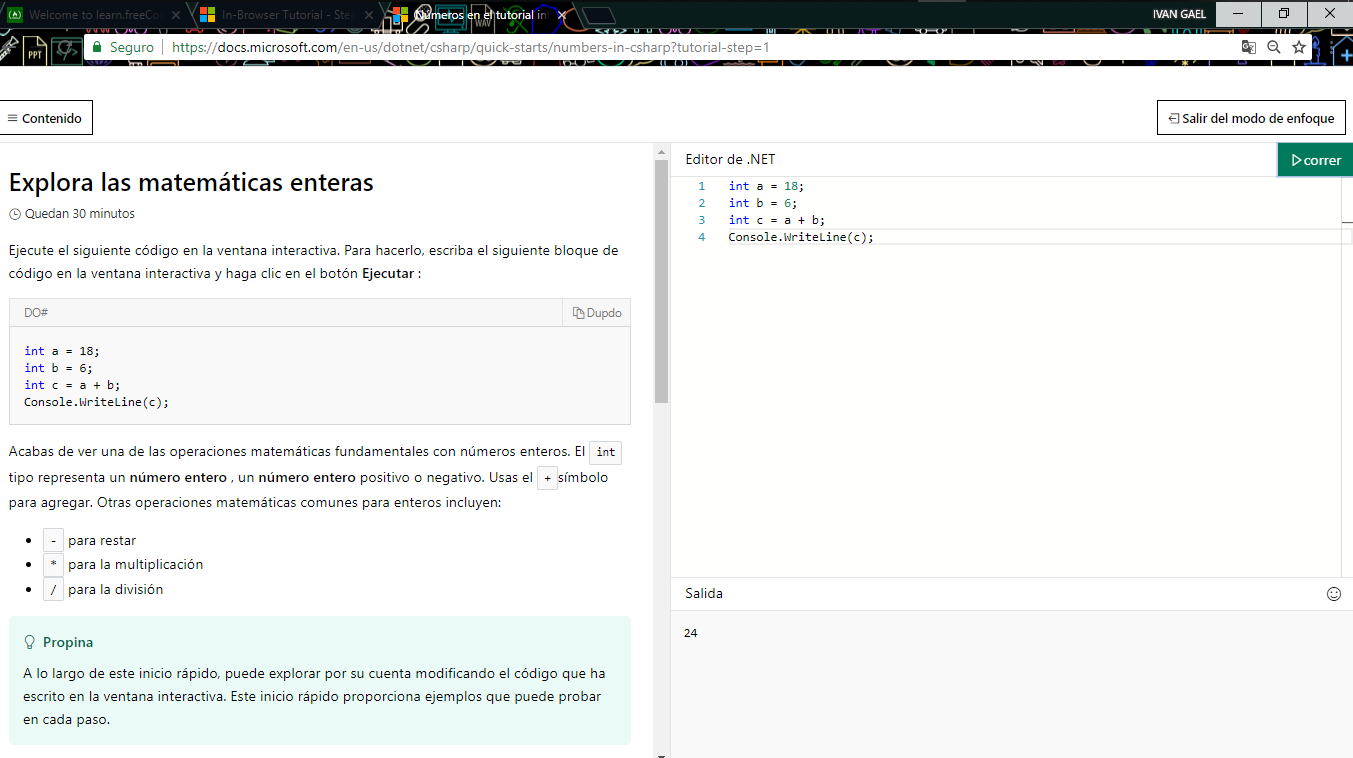 Welcome to learn.freeCo
In-Browser Tutorial - Ste
Números en el tutorial in
IVAN GAEL
PPT
WAV
Seguro
https://docs.microsoft.com/en-us/dotnet/csharp/quick-starts/numbers-in-csharp?tutorial-step=1
Contenido
Salir del modo de enfoque
Explora las matemáticas enteras
Quedan 30 minutos
Ejecute el siguiente código en la ventana interactiva. Para hacerlo, escriba el siguiente bloque de
código en la ventana interactiva y haga clic en el botón Ejecutar :
DO#
Dupdo
int a = 18;
int b = 6;
int c = a + b;
Console.WriteLine(c);
Acabas de ver una de las operaciones matemáticas fundamentales con números enteros. El int
tipo representa un número entero , un número entero positivo o negativo. Usas el + símbolo
para agregar. Otras operaciones matemáticas comunes para enteros incluyen:
- para restar
* para la multiplicación
/ para la división
Propina
A lo largo de este inicio rápido, puede explorar por su cuenta modificando el código que ha
escrito en la ventana interactiva. Este inicio rápido proporciona ejemplos que puede probar
en cada paso.
Editor de .NET
correr
1 int a = 18;
2 int b = 6;
3 int c = a + b;
4 Console.WriteLine(c);
Salida
24